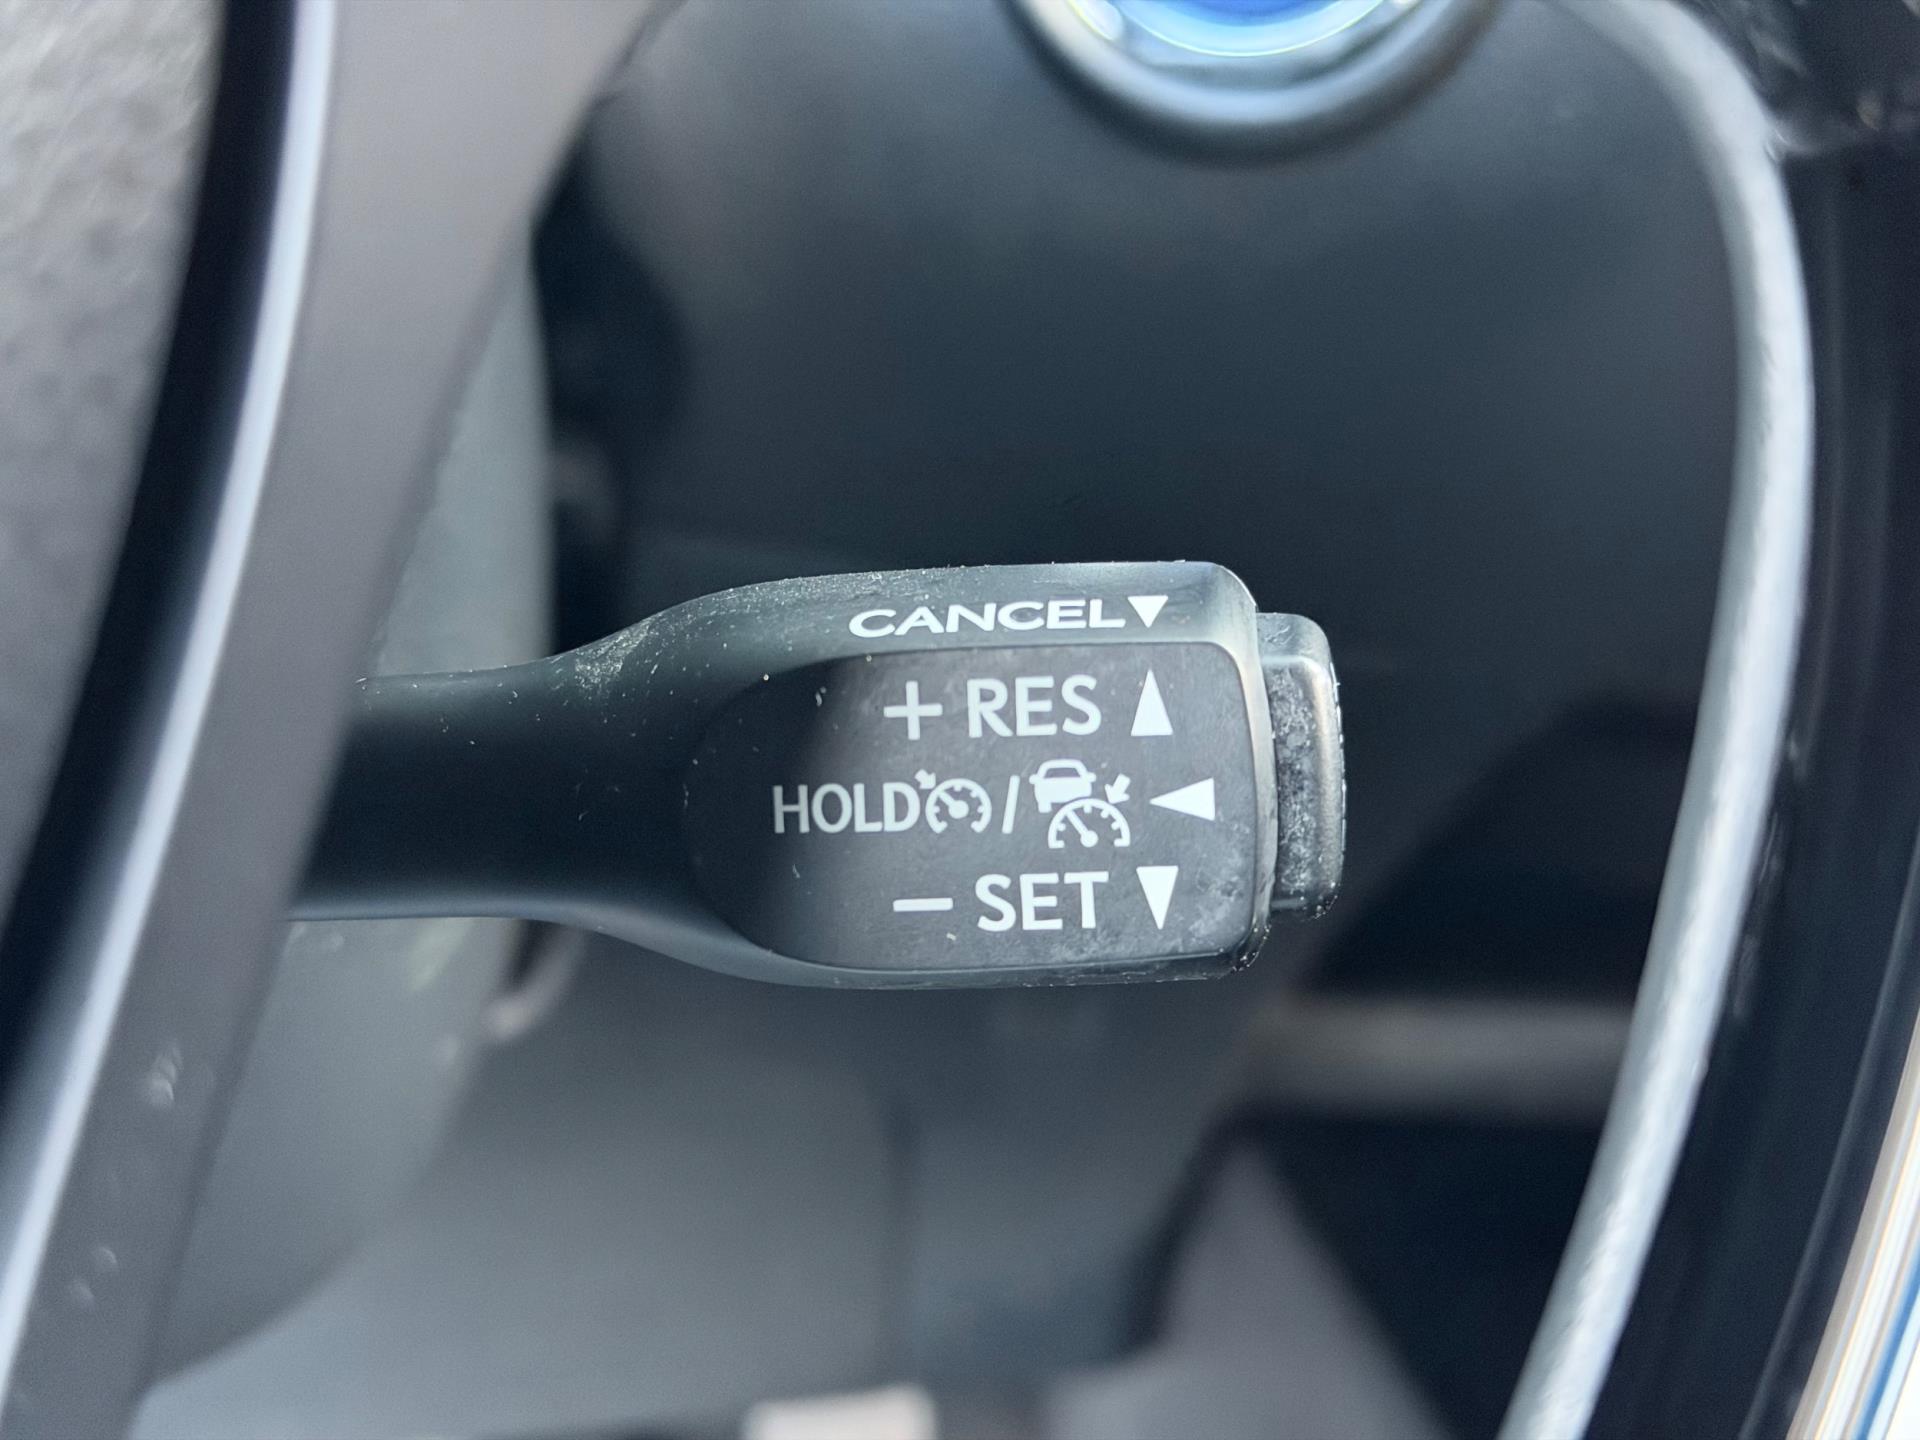 CANCEL▼
+ RES ▲
HOLD / ◀
– SET ▼